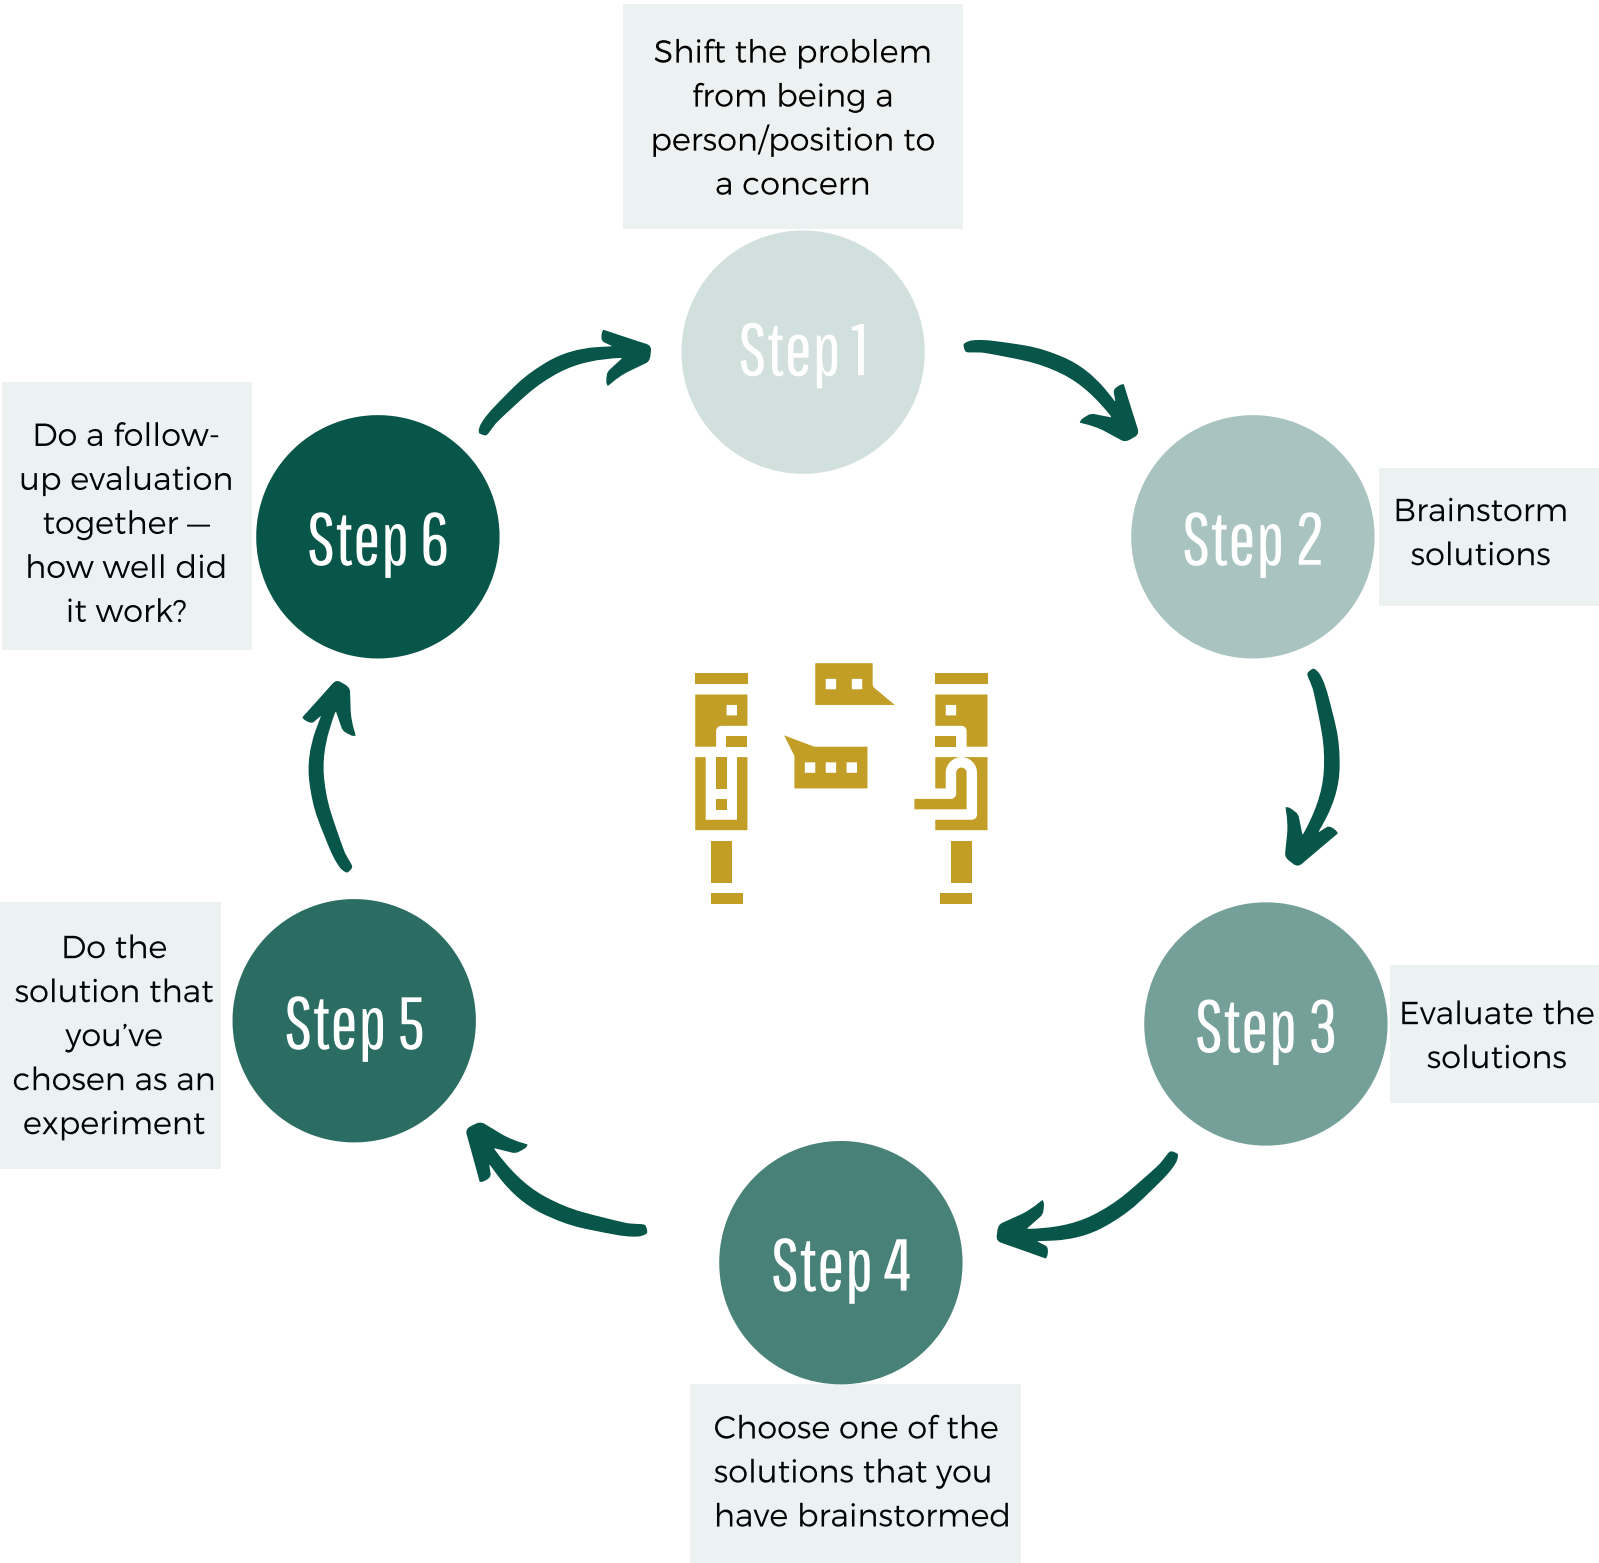 Shift the problem
from being a
person/position to
a concern
Step 1
Step 2
Brainstorm
solutions
Step 3
Evaluate the
solutions
Step 4
Choose one of the
solutions that you
have brainstormed
Step 5
Do the
solution that
you’ve
chosen as an
experiment
Step 6
Do a follow-
up evaluation
together —
how well did
it work?